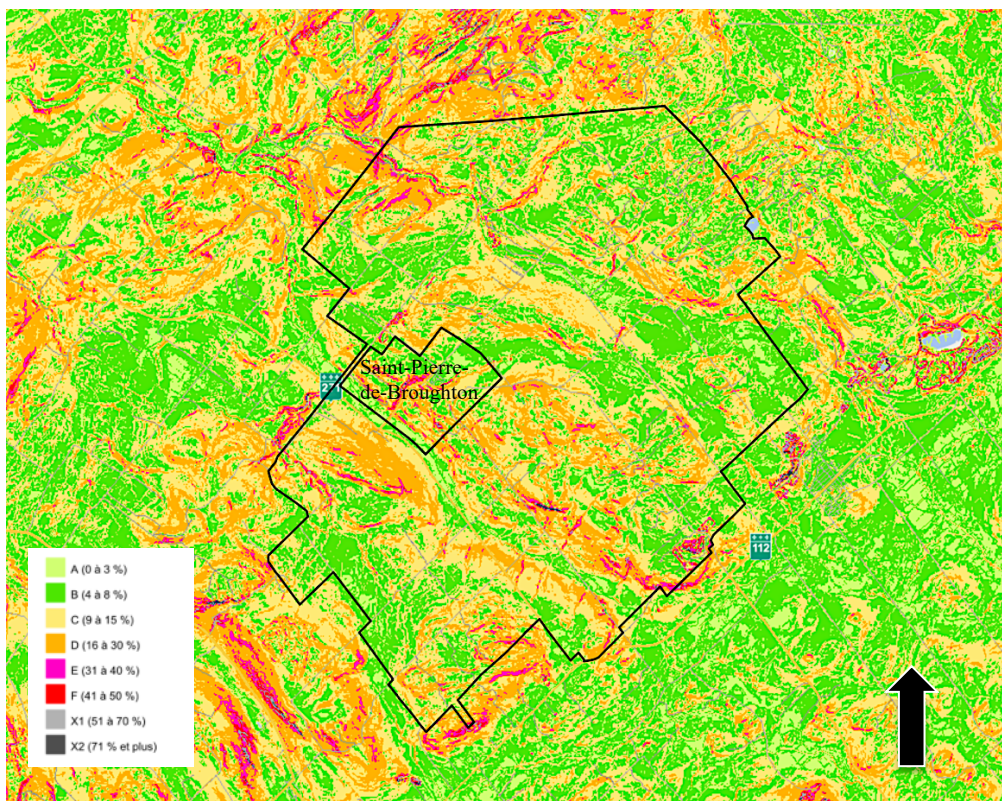 Saint-Pierre-
de-Broughton
112
A (0 à 3 %)
B (4 à 8 %)
C (9 à 15 %)
D (16 à 30 %)
E (31 à 40 %)
F (41 à 50 %)
X1 (51 à 70 %)
X2 (71 % et plus)